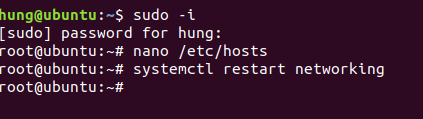 hung@ubuntu:~$ sudo -i
[sudo] password for hung:
root@ubuntu:~# nano /etc/hosts
root@ubuntu:~# systemctl restart networking
root@ubuntu:~#